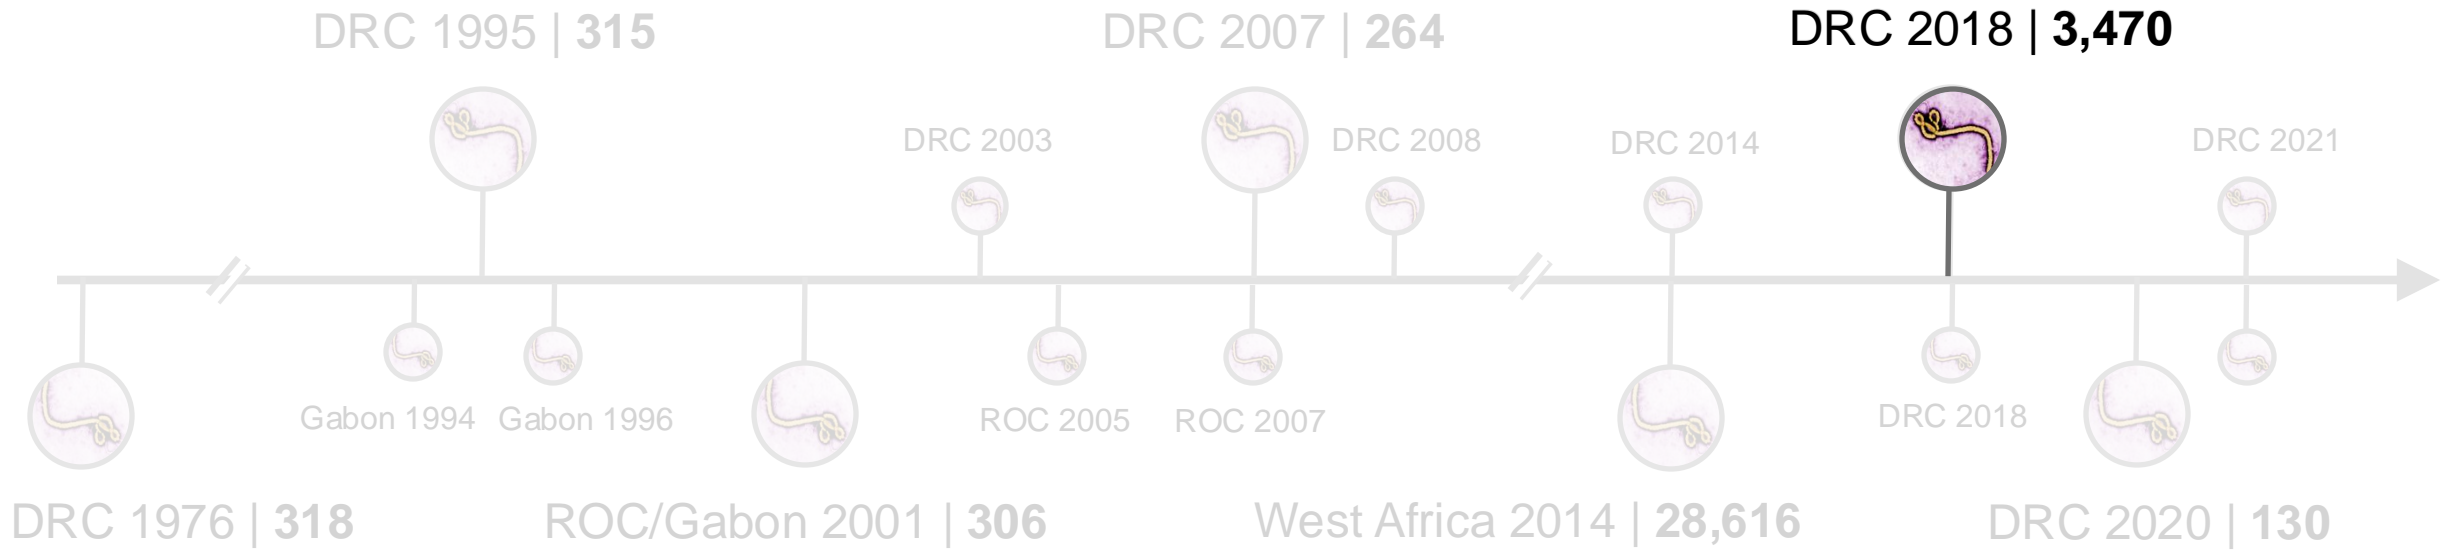 DRC 1995 | 315
DRC 2007 | 264
DRC 2018 | 3,470
DRC 2003
DRC 2008
DRC 2014
DRC 2021
Gabon 1994
Gabon 1996
ROC 2005
ROC 2007
DRC 2018
DRC 1976 | 318
ROC/Gabon 2001 | 306
West Africa 2014 | 28,616
DRC 2020 | 130